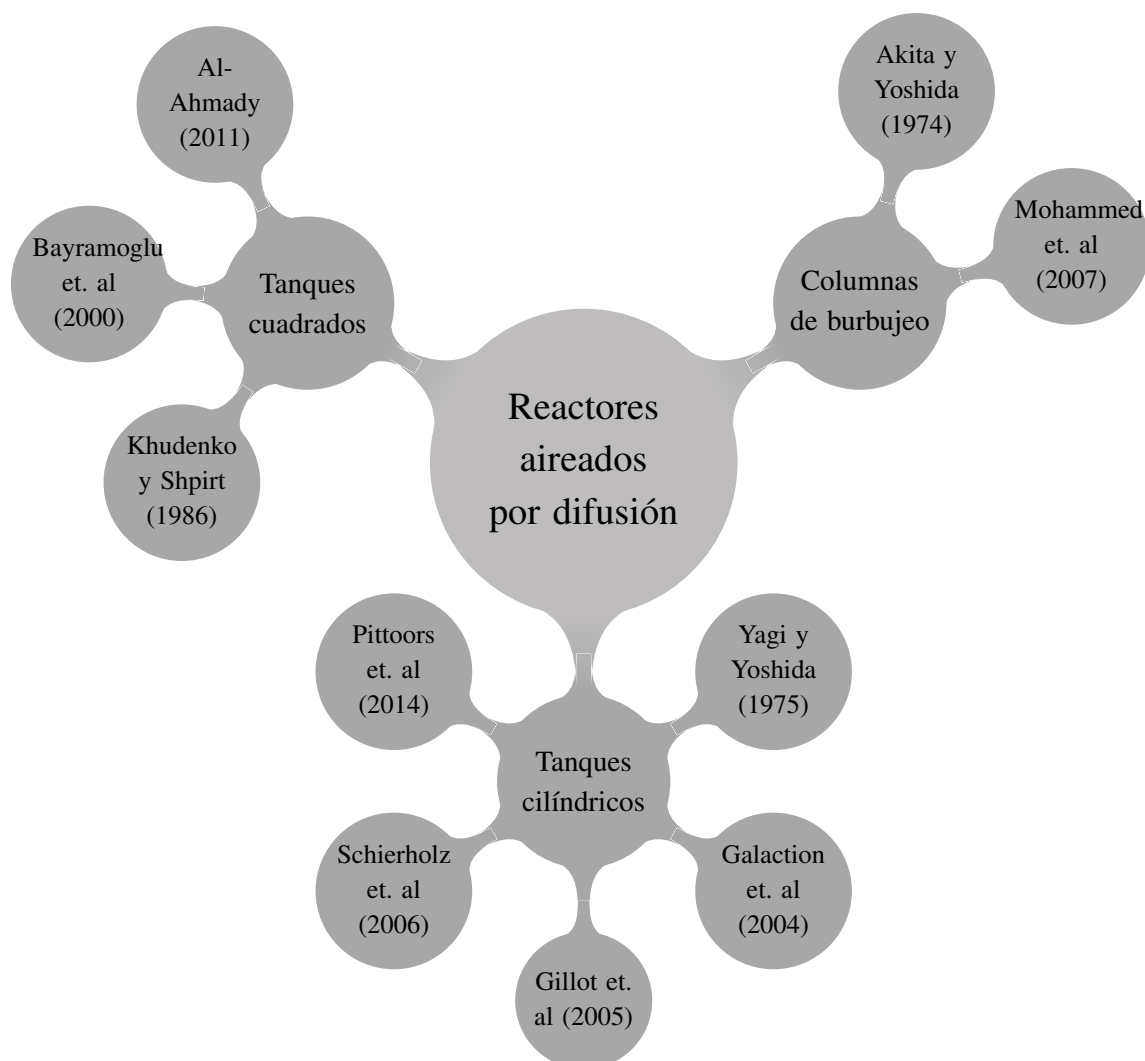 Al-
Ahmady
(2011)
Akita y
Yoshida
(1974)
Bayramoglu
et. al
(2000)
Mohammed
et. al
(2007)
Tanques
cuadrados
Columnas
de burbujeo
Khudenko
y Shpirt
(1986)
Reactores
aireados
por difusión
Pittoors
et. al
(2014)
Yagi y
Yoshida
(1975)
Tanques
cilíndricos
Schierholz
et. al
(2006)
Galaction
et. al
(2004)
Gillot et.
al (2005)